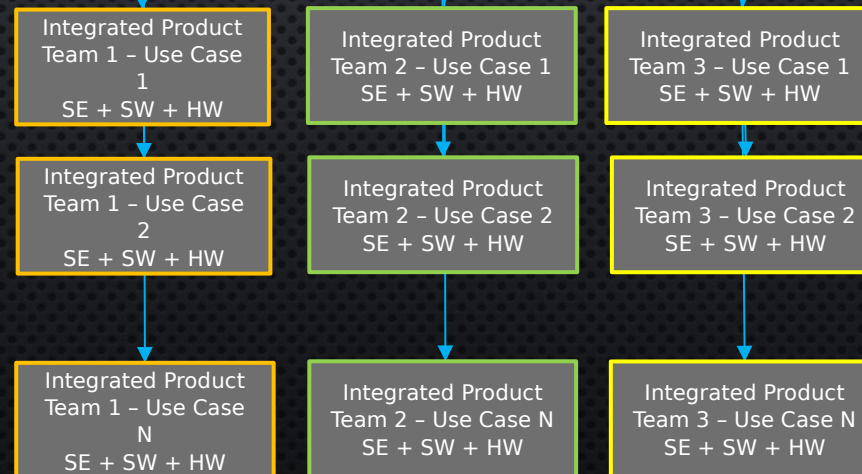 Integrated Product
Team 1 – Use Case
1
SE + SW + HW
Integrated Product
Team 2 – Use Case 1
SE + SW + HW
Integrated Product
Team 3 – Use Case 1
SE + SW + HW
Integrated Product
Team 1 – Use Case
2
SE + SW + HW
Integrated Product
Team 2 – Use Case 2
SE + SW + HW
Integrated Product
Team 3 – Use Case 2
SE + SW + HW
Integrated Product
Team 1 – Use Case
N
SE + SW + HW
Integrated Product
Team 2 – Use Case N
SE + SW + HW
Integrated Product
Team 3 – Use Case N
SE + SW + HW